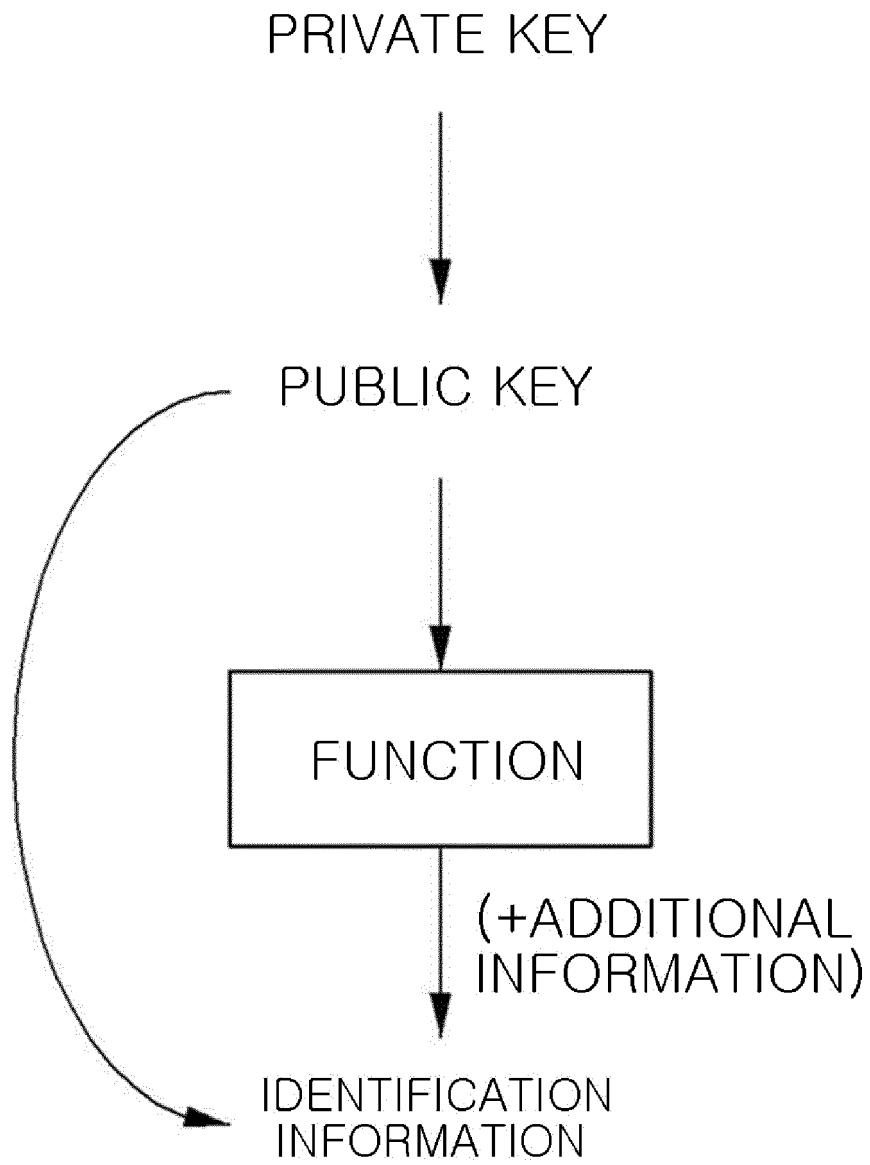 PRIVATE KEY
PUBLIC KEY
FUNCTION
(+ADDITIONAL
INFORMATION)
IDENTIFICATION
INFORMATION